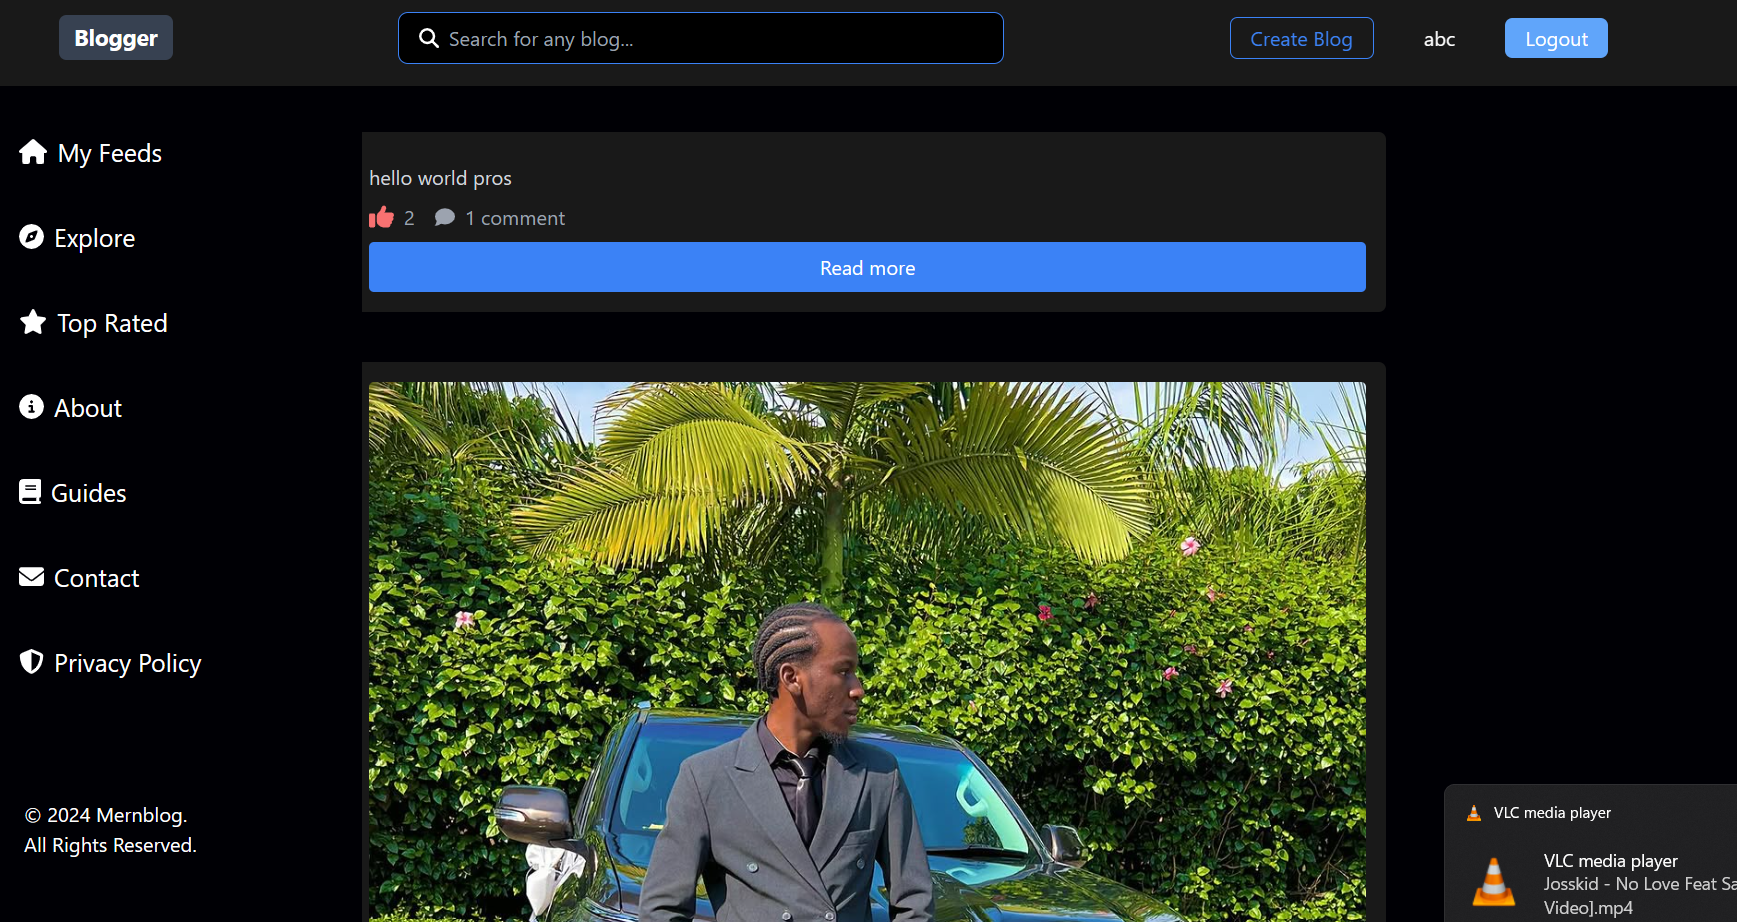 Blogger
Search for any blog...
Create Blog
abc
Logout
My Feeds
Explore
Top Rated
About
Guides
Contact
Privacy Policy
© 2024 Mernblog.
All Rights Reserved.
hello world pros
2
1 comment
Read more
VLC media player
VLC media player
Josskid - No Love Feat Sa
Video].mp4